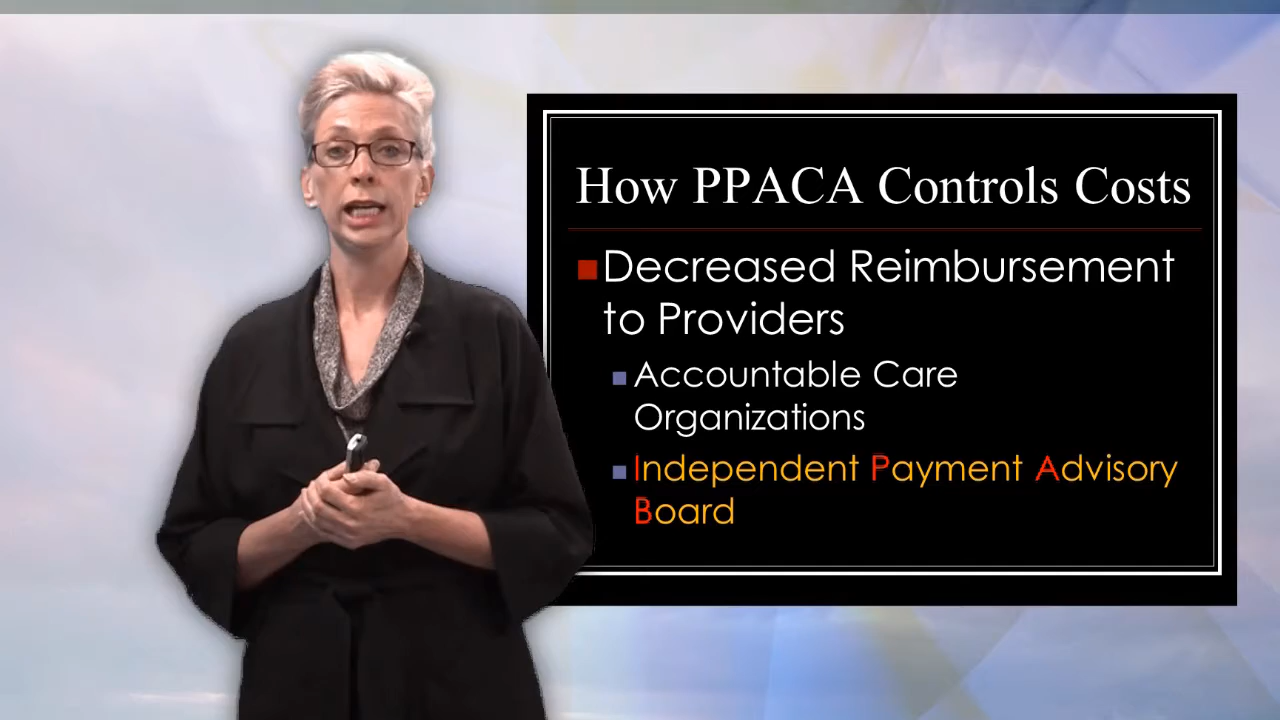 How PPACA Controls Costs
Decreased Reimbursement
to Providers
Accountable Care
Organizations
Independent Payment Advisory
Board